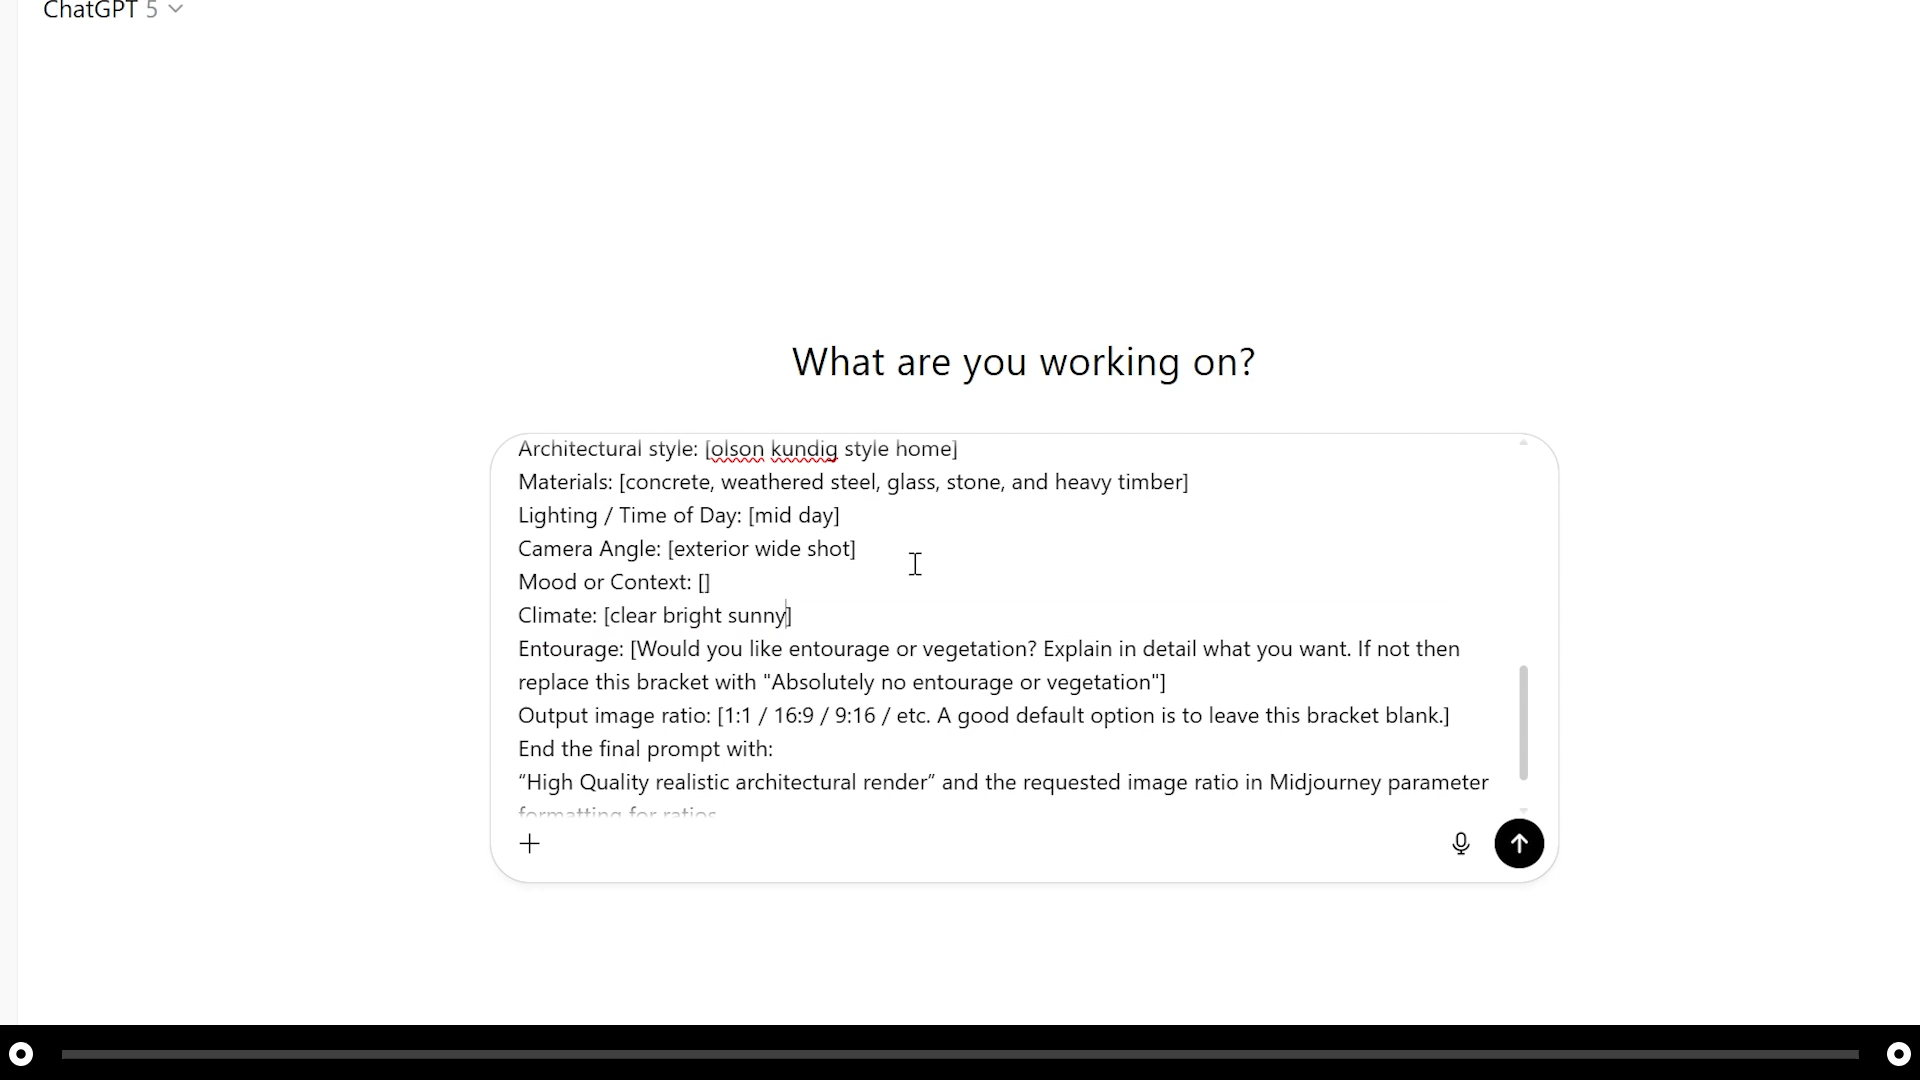 ChatGPT 5
What are you working on?
Architectural style: [olson kundig style home]
Materials: [concrete, weathered steel, glass, stone, and heavy timber]
Lighting / Time of Day: [mid day]
Camera Angle: [exterior wide shot]
Mood or Context: []
Climate: [clear bright sunny]
Entourage: [Would you like entourage or vegetation? Explain in detail what you want. If not then
replace this bracket with "Absolutely no entourage or vegetation"]
Output image ratio: [1:1 / 16:9 / 9:16 / etc. A good default option is to leave this bracket blank.]
End the final prompt with:
“High Quality realistic architectural render” and the requested image ratio in Midjourney parameter
formatting for ratios